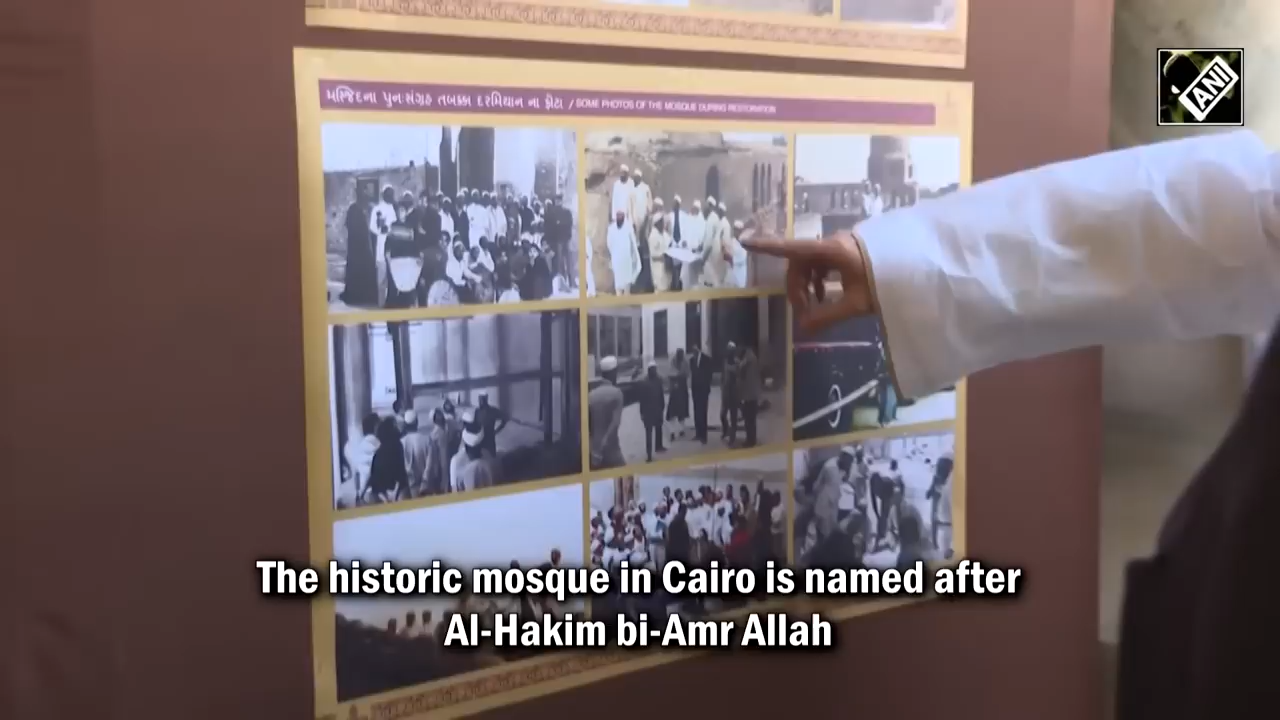 ANI
મસ્જિદના પુનઃસંગ્રહ તબક્કા દરમિયાન ના ફોટા / SOME PHOTOS OF THE MOSQUE DURING RESTORATION
The historic mosque in Cairo is named after
Al-Hakim bi-Amr Allah